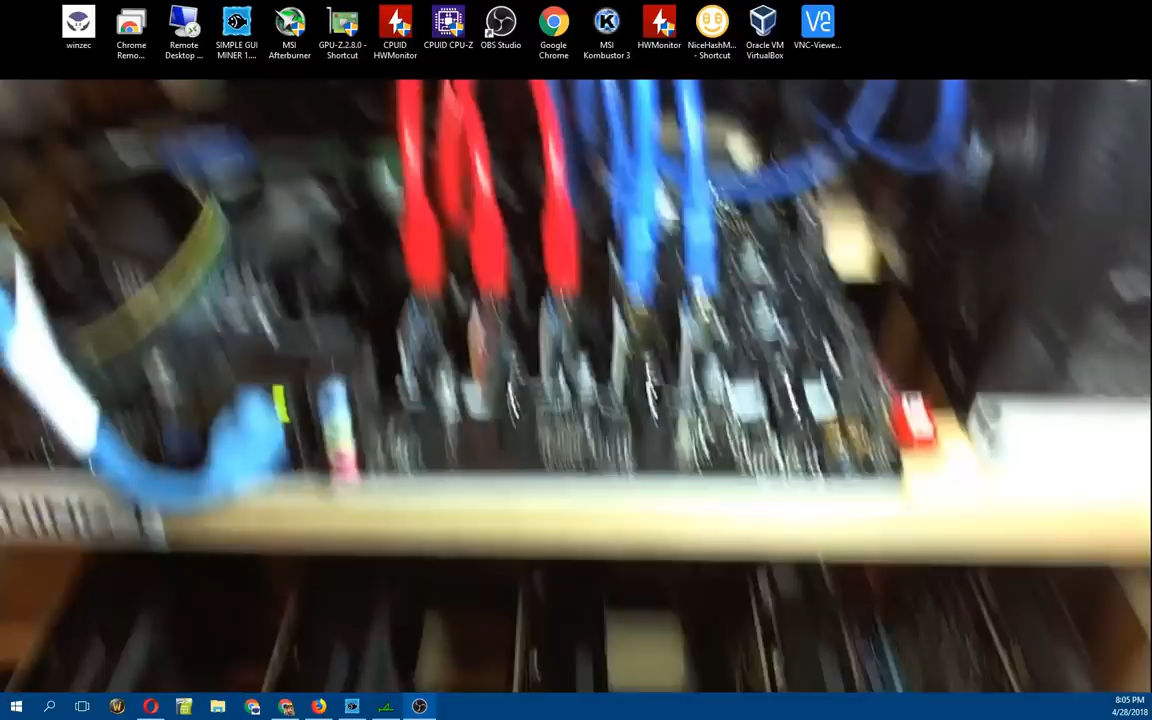 winzec
Chrome
Remo...
Remote
Desktop ...
SIMPLE GUI
MINER 1....
MSI
Afterburner
GPU-Z.2.8.0 -
Shortcut
CPUID
HWMonitor
CPUID CPU-Z
OBS Studio
Google
Chrome
MSI
Kombustor 3
HWMonitor
NiceHashM...
- Shortcut
Oracle VM
VirtualBox
VNC-Viewe...
8:05 PM
4/28/2018